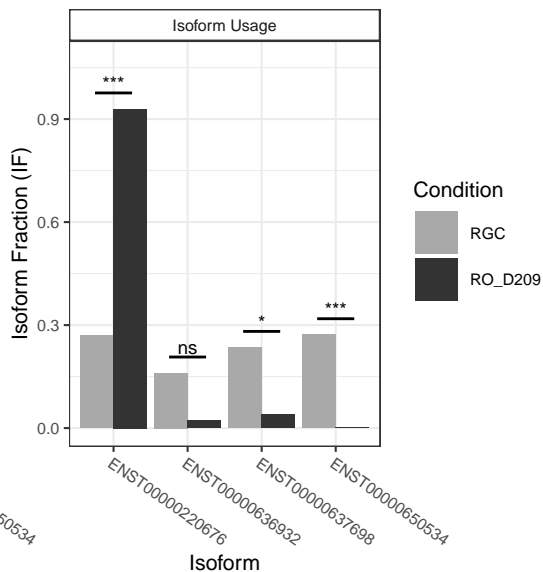 Isoform Usage
***
ns
*
***
0.9
0.6
0.3
0.0
Isoform Fraction (IF)
Condition
RGC
RO_D209
50534
ENST00000220676
ENST00000636932
ENST00000637698
ENST00000650534
Isoform